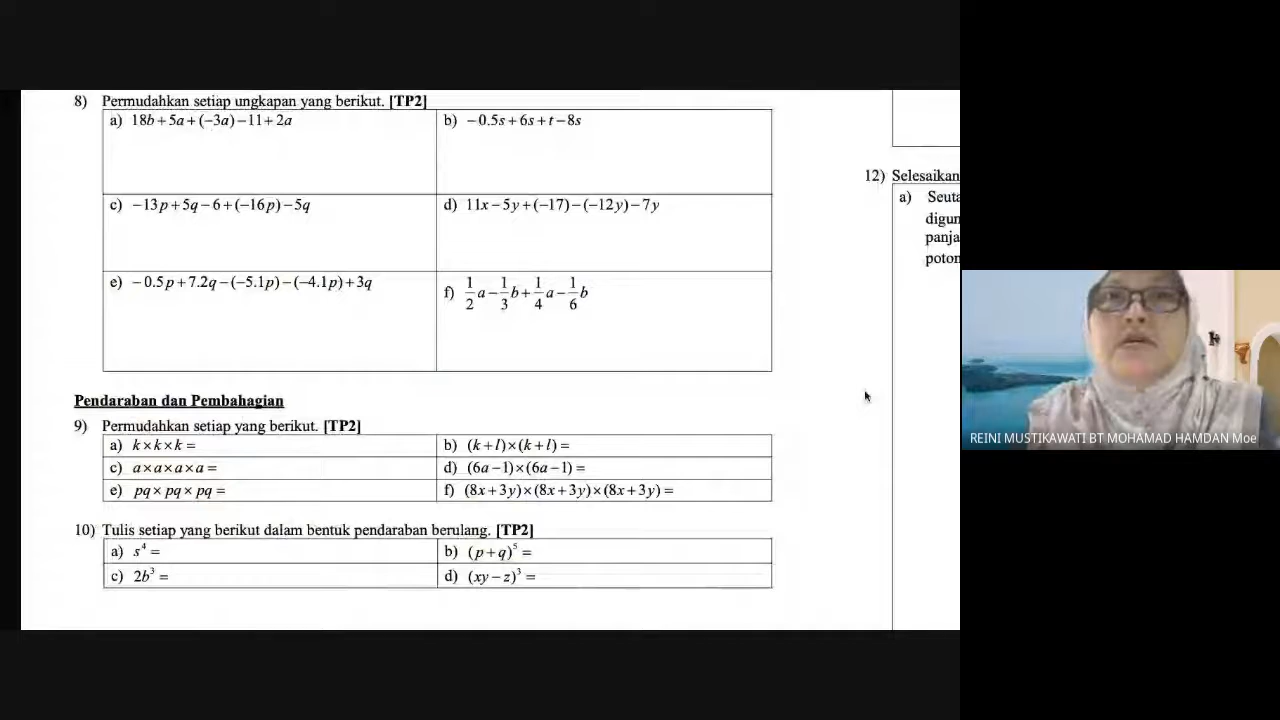 8) Permudahkan setiap ungkapan yang berikut. [TP2]
a) 18b + 5a + (−3a) − 11 + 2a
b) −0.5s + 6s + t − 8s
c) −13p + 5q − 6 + (−16p) − 5q
d) 11x − 5y + (−17) − (−12y) − 7y
e) −0.5p + 7.2q − (−5.1p) − (−4.1p) + 3q
f) 1/2 a − 1/3 b + 1/4 a − 1/6 b
Pendaraban dan Pembahagian
9) Permudahkan setiap yang berikut. [TP2]
a) k × k × k =
b) (k + l) × (k + l) =
c) a × a × a × a =
d) (6a − 1) × (6a − 1) =
e) pq × pq × pq =
f) (8x + 3y) × (8x + 3y) × (8x + 3y) =
10) Tulis setiap yang berikut dalam bentuk pendaraban berulang. [TP2]
a) s⁴ =
b) (p + q)⁵ =
c) 2b³ =
d) (xy − z)³ =
12) Selesaikan
a) Seuta
digun
panja
poton
REINI MUSTIKAWATI BT MOHAMAD HAMDAN Moe